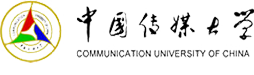 中国传媒大学
COMMUNICATION UNIVERSITY OF CHINA